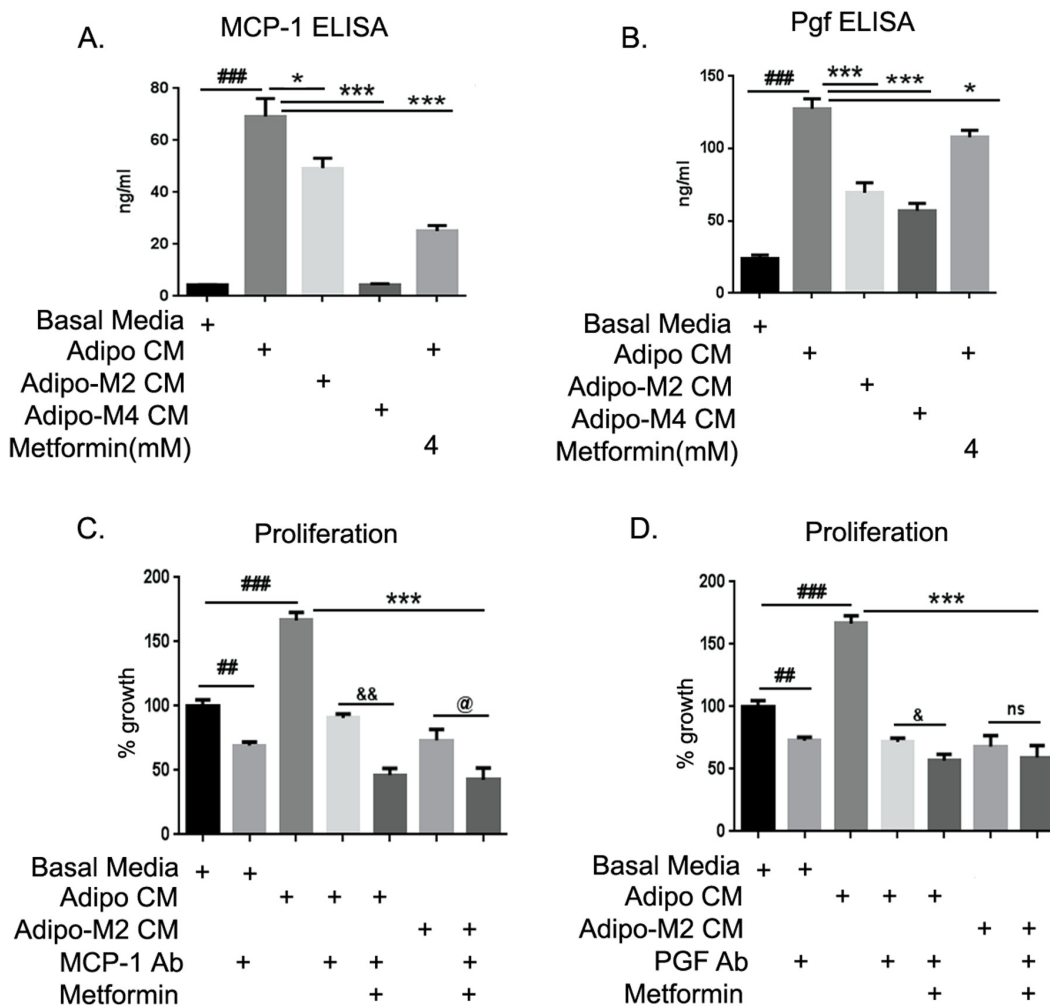 A.
MCP-1 ELISA
###
*
***
***
80
60
40
20
0
ng/ml
Basal Media +
Adipo CM + +
Adipo-M2 CM +
Adipo-M4 CM +
Metformin(mM) 4
B.
Pgf ELISA
###
***
***
*
150
100
50
0
ng/ml
Basal Media +
Adipo CM + +
Adipo-M2 CM +
Adipo-M4 CM +
Metformin(mM) 4
C.
Proliferation
200
150
100
50
0
% growth
###
***
##
&&
@
Basal Media + +
Adipo CM + + +
Adipo-M2 CM + +
MCP-1 Ab + + + +
Metformin + +
D.
Proliferation
200
150
100
50
0
% growth
###
***
##
&
ns
Basal Media + +
Adipo CM + + +
Adipo-M2 CM + +
PGF Ab + + + +
Metformin + +